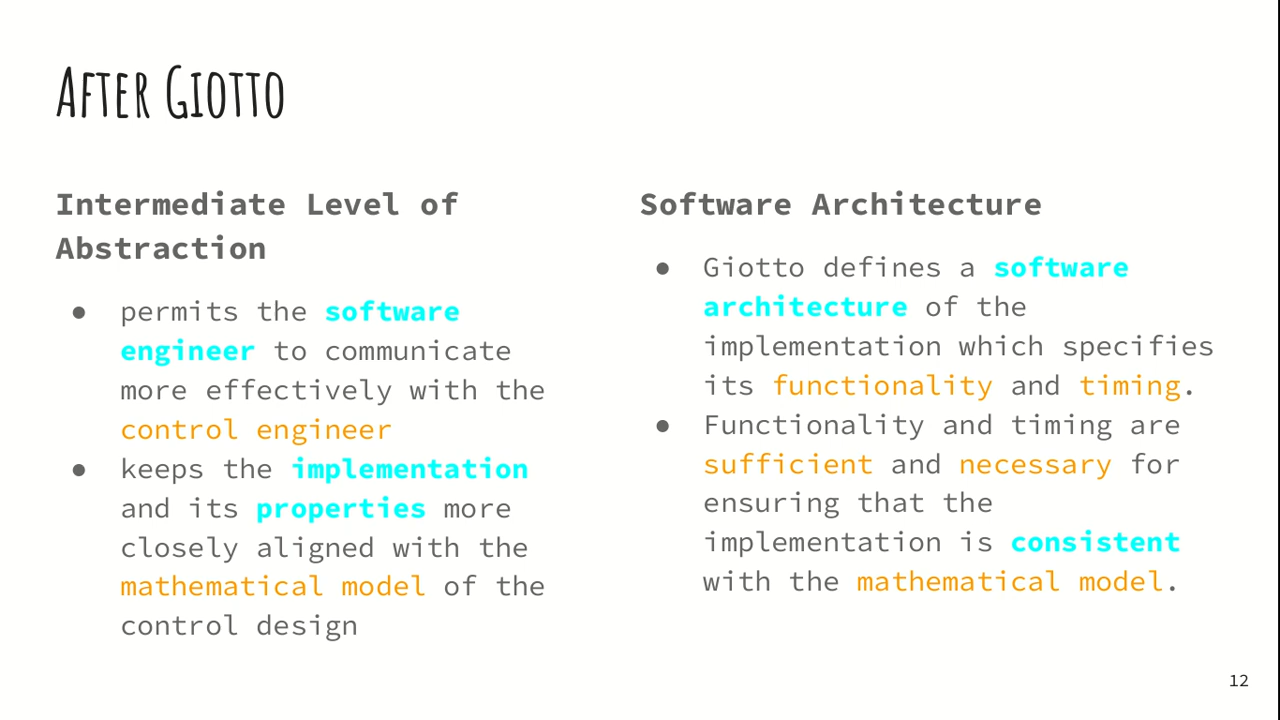 After Giotto
Intermediate Level of
Abstraction
● permits the software
engineer to communicate
more effectively with the
control engineer
● keeps the implementation
and its properties more
closely aligned with the
mathematical model of the
control design
Software Architecture
● Giotto defines a software
architecture of the
implementation which specifies
its functionality and timing.
● Functionality and timing are
sufficient and necessary for
ensuring that the
implementation is consistent
with the mathematical model.
12